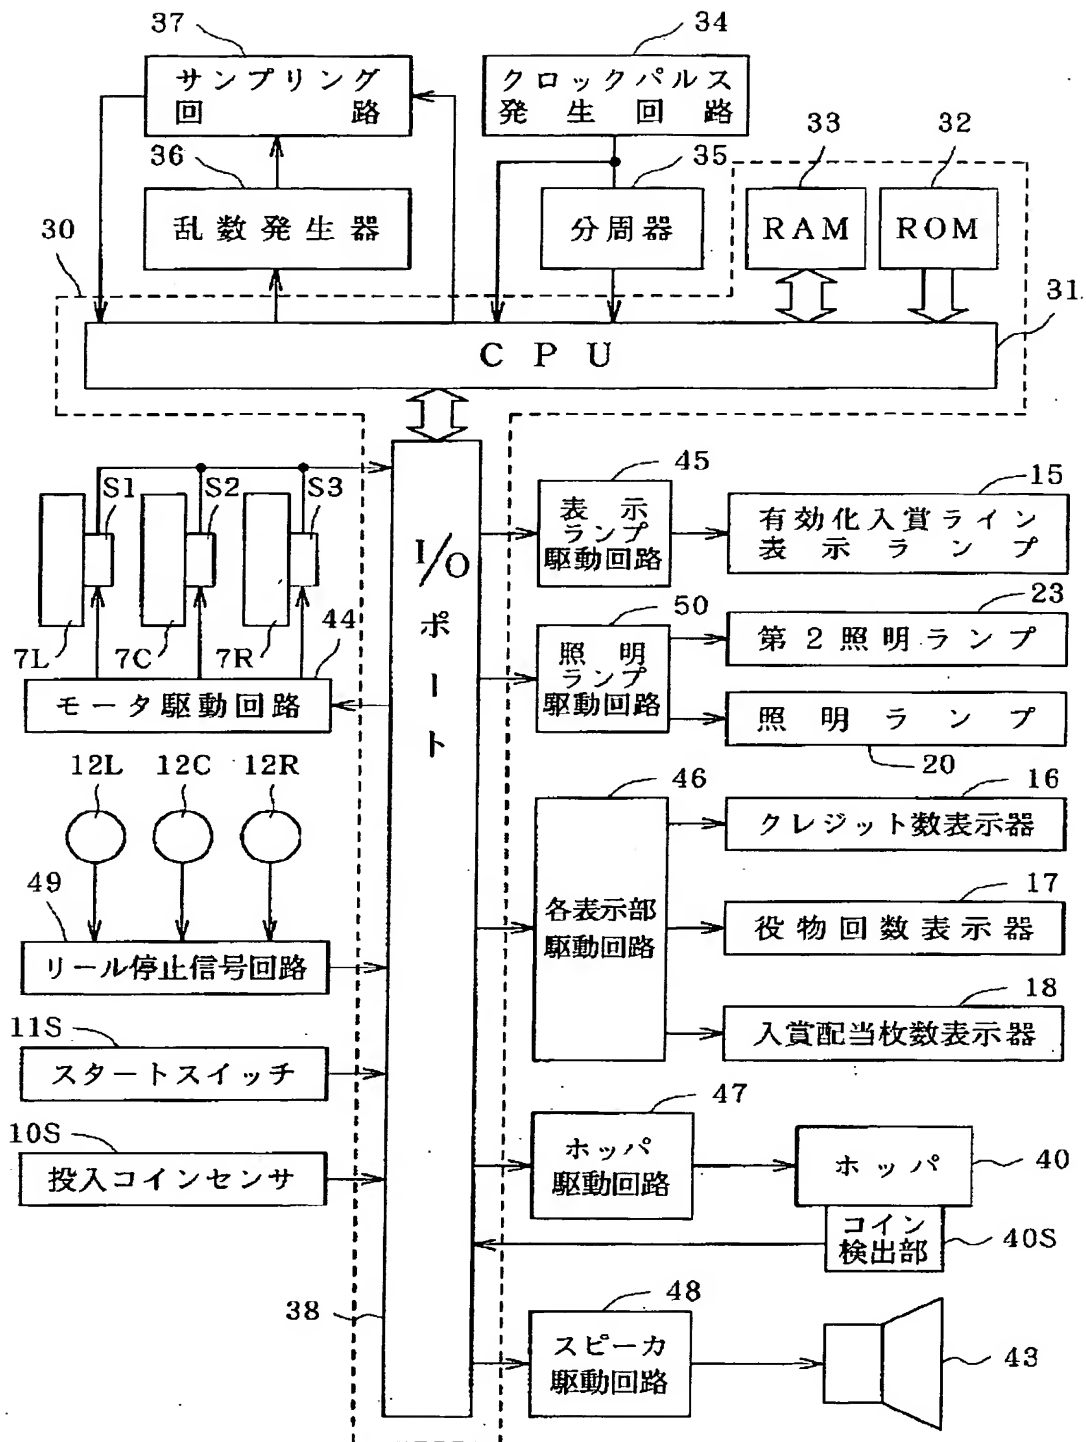 37
サンプリング
回路
34
クロックパルス
発生回路
36
乱数発生器
35
分周器
33
RAM
32
ROM
30
31
CPU
S1
S2
S3
7L
7C
7R
44
モータ駆動回路
12L
12C
12R
49
リール停止信号回路
11S
スタートスイッチ
10S
投入コインセンサ
I/Oポート
38
45
表示
ランプ
駆動回路
15
有効化入賞ライン
表示ランプ
50
照明
ランプ
駆動回路
23
第2照明ランプ
照明ランプ
20
46
各表示部
駆動回路
16
クレジット数表示器
17
役物回数表示器
18
入賞配当枚数表示器
47
ホッパ
駆動回路
ホッパ
40
コイン
検出部
40S
48
スピーカ
駆動回路
43